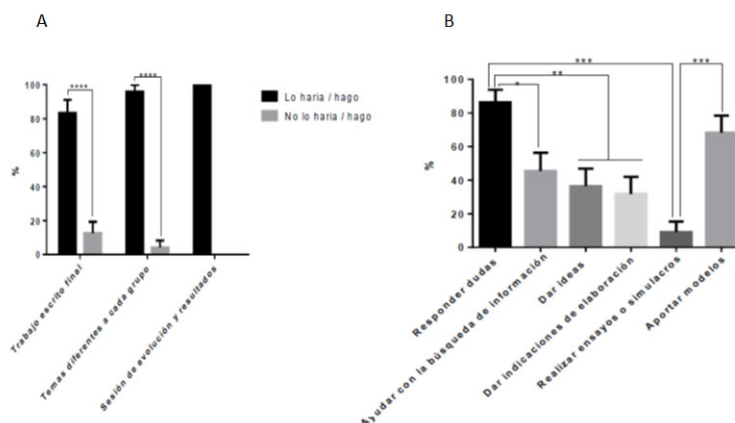 A
****
****
100
80
60
40
20
0
%
Lo haria / hago
No lo haria / hago
Trabajo escrito final
Temas diferentes a cada grupo
Sesión de evolución y resultados
B
***
***
**
*
100
80
60
40
20
0
%
Responder dudas
Ayudar con la búsqueda de información
Dar ideas
Dar indicaciones de elaboración
Realizar ensayos o simulacros
Aportar modelos